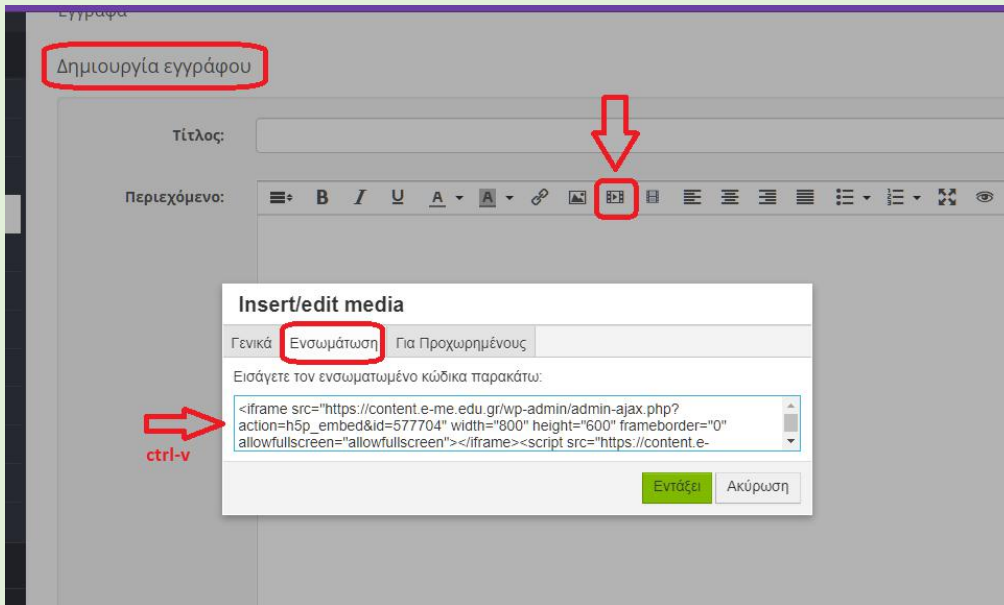 Έγγραφα
Δημιουργία εγγράφου
Τίτλος:
Περιεχόμενο:
B I U A A
Insert/edit media
Γενικά Ενσωμάτωση Για Προχωρημένους
Εισάγετε τον ενσωματωμένο κώδικα παρακάτω:
<iframe src="https://content.e-me.edu.gr/wp-admin/admin-ajax.php?
action=h5p_embed&id=577704" width="800" height="600" frameborder="0"
allowfullscreen="allowfullscreen"></iframe><script src="https://content.e-
ctrl-v
Εντάξει Ακύρωση